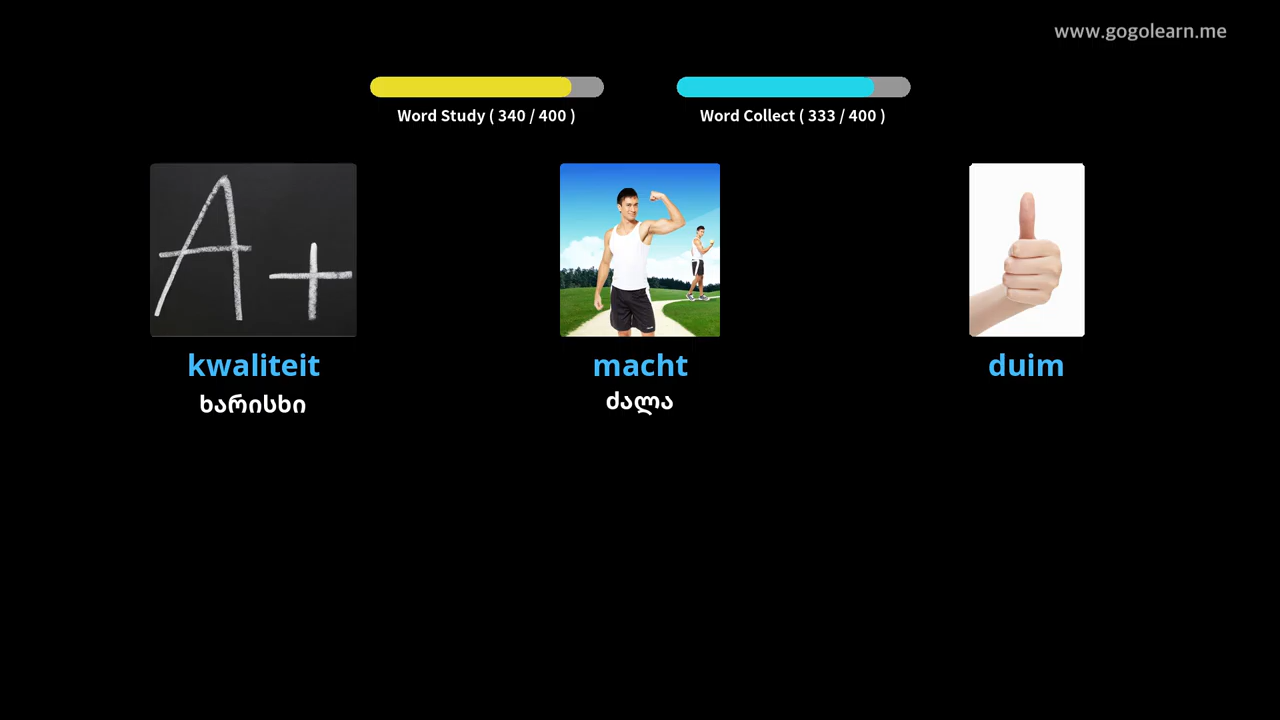 www.gogolearn.me
Word Study ( 340 / 400 )
Word Collect ( 333 / 400 )
A+
kwaliteit
macht
duim
ხარისხი
ძალა